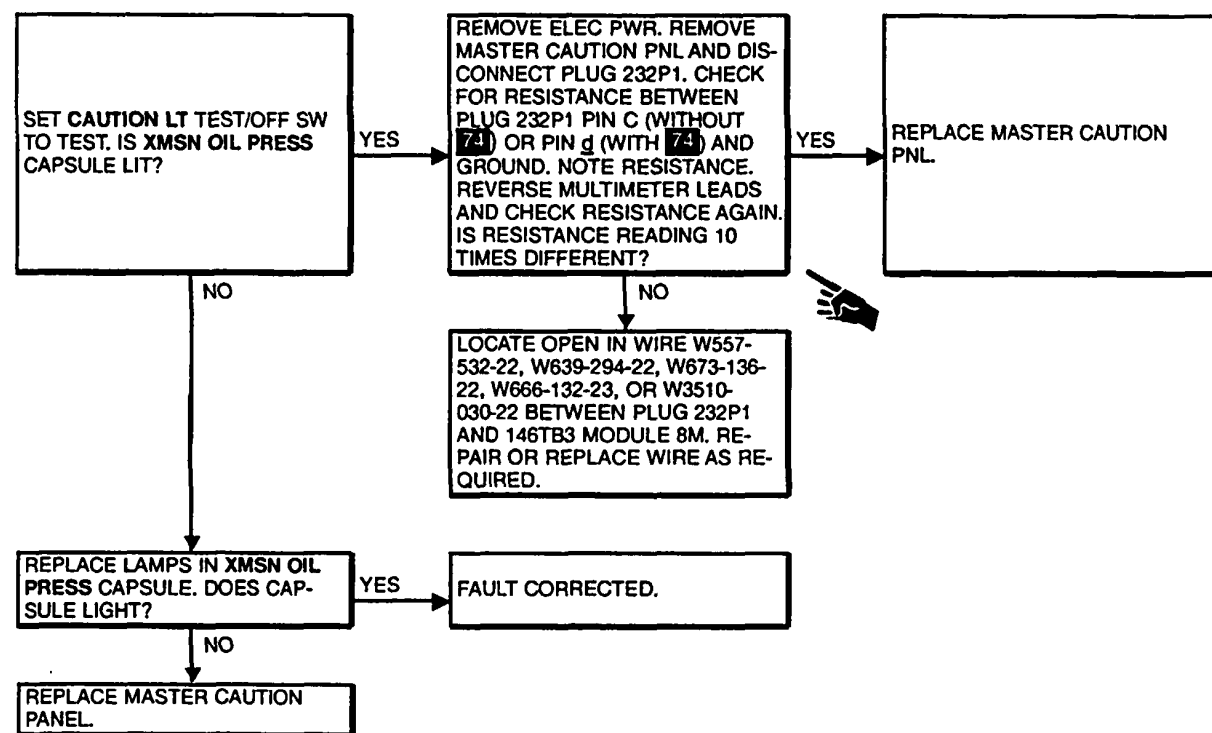 SET CAUTION LT TEST/OFF SW
TO TEST. IS XMSN OIL PRESS
CAPSULE LIT?
YES
REMOVE ELEC PWR. REMOVE
MASTER CAUTION PNL AND DIS-
CONNECT PLUG 232P1. CHECK
FOR RESISTANCE BETWEEN
PLUG 232P1 PIN C (WITHOUT
74) OR PIN d (WITH 74) AND
GROUND. NOTE RESISTANCE.
REVERSE MULTIMETER LEADS
AND CHECK RESISTANCE AGAIN.
IS RESISTANCE READING 10
TIMES DIFFERENT?
YES
REPLACE MASTER CAUTION
PNL.
NO
NO
LOCATE OPEN IN WIRE W557-
532-22, W639-294-22, W673-136-
22, W666-132-23, OR W3510-
030-22 BETWEEN PLUG 232P1
AND 146TB3 MODULE 8M. RE-
PAIR OR REPLACE WIRE AS RE-
QUIRED.
REPLACE LAMPS IN XMSN OIL
PRESS CAPSULE. DOES CAP-
SULE LIGHT?
YES
FAULT CORRECTED.
NO
REPLACE MASTER CAUTION
PANEL.